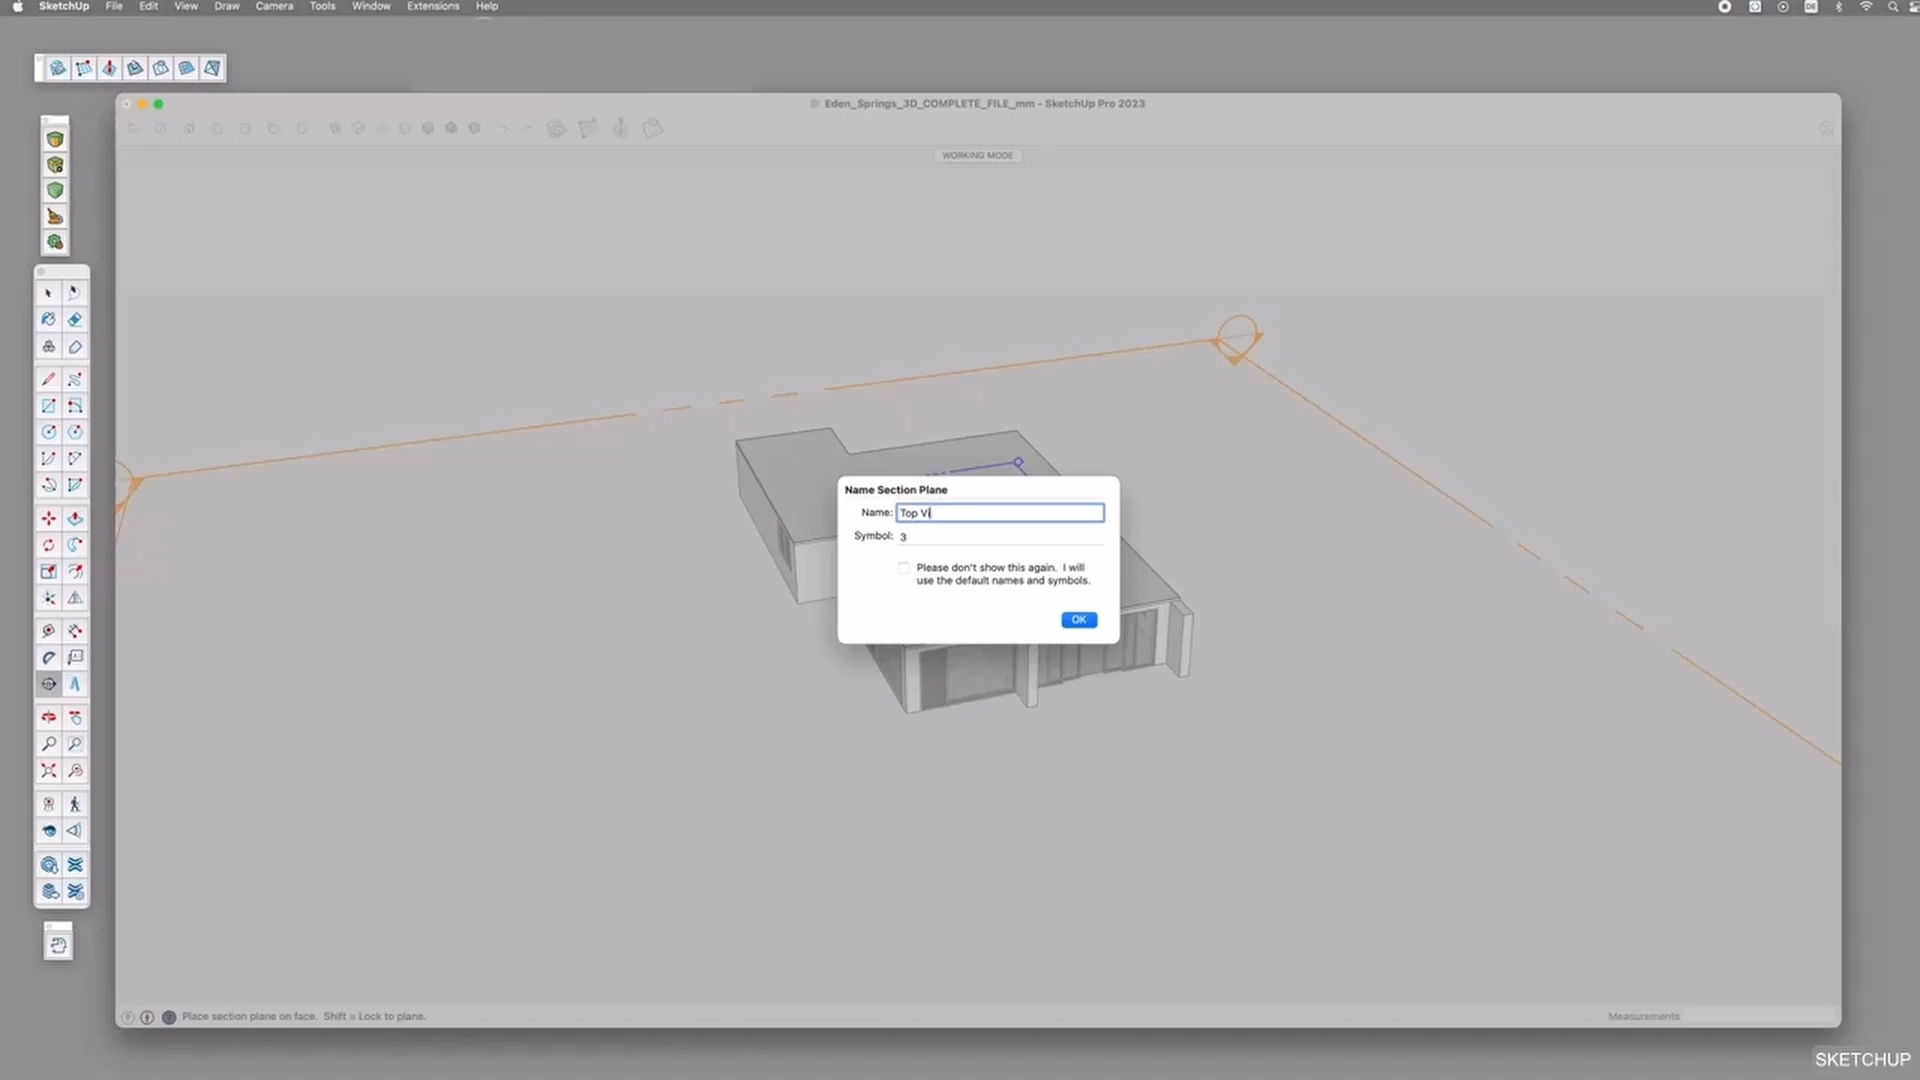 SketchUp File Edit View Draw Camera Tools Window Extensions Help
Eden_Springs_3D_COMPLETE_FILE_mm - SketchUp Pro 2023
WORKING MODE
Name Section Plane
Name: Top Vi
Symbol: 3
Please don't show this again. I will
use the default names and symbols.
OK
Place section plane on face. Shift = Lock to plane.
Measurements
SKETCHUP